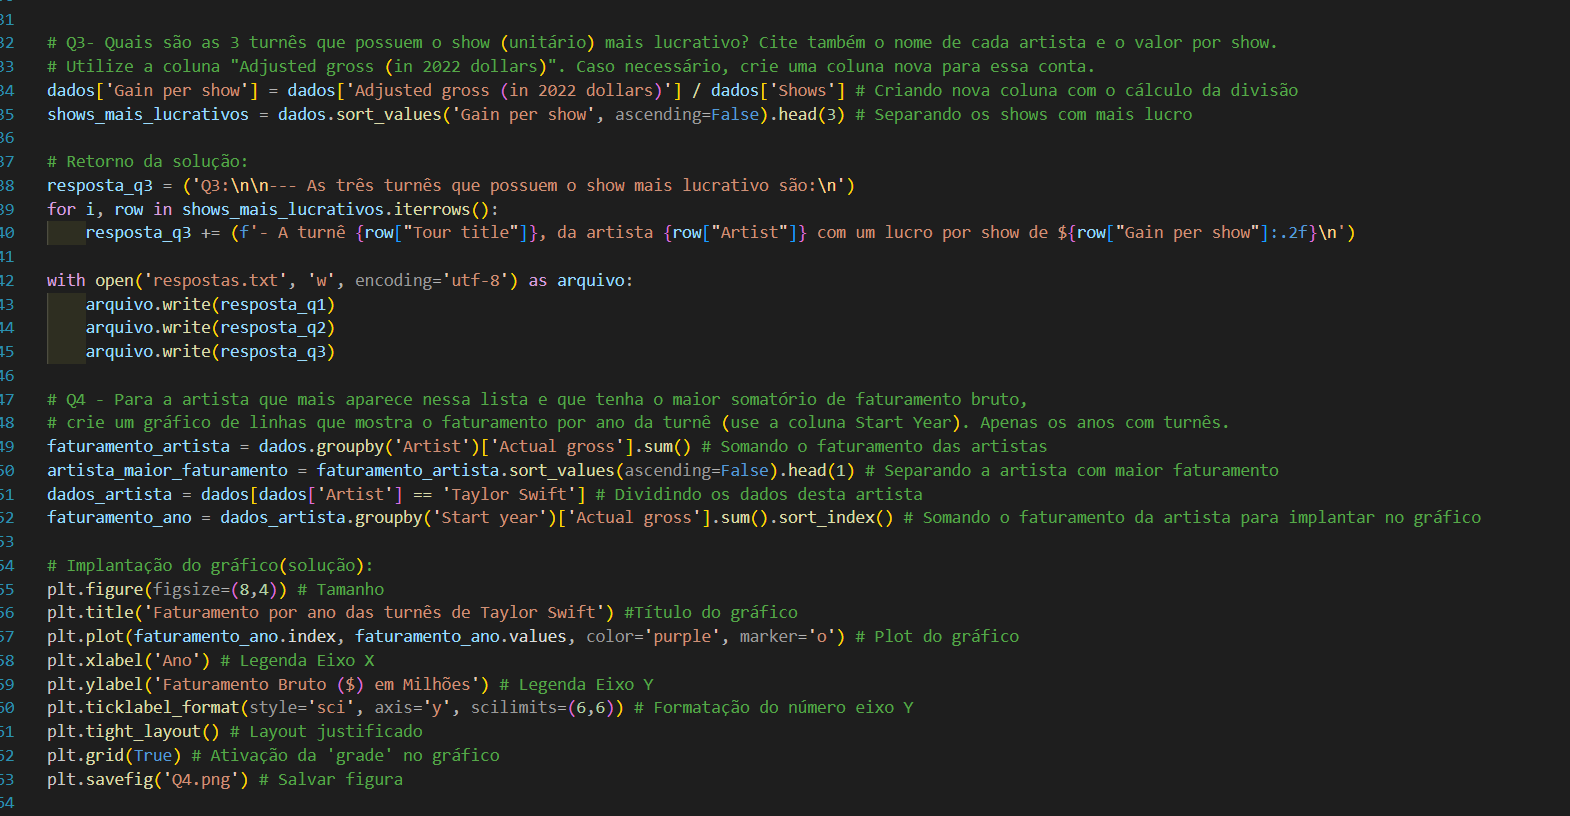 31
32 # Q3- Quais são as 3 turnês que possuem o show (unitário) mais lucrativo? Cite também o nome de cada artista e o valor por show.
33 # Utilize a coluna "Adjusted gross (in 2022 dollars)". Caso necessário, crie uma coluna nova para essa conta.
34 dados['Gain per show'] = dados['Adjusted gross (in 2022 dollars)'] / dados['Shows'] # Criando nova coluna com o cálculo da divisão
35 shows_mais_lucrativos = dados.sort_values('Gain per show', ascending=False).head(3) # Separando os shows com mais lucro
36
37 # Retorno da solução:
38 resposta_q3 = ('Q3:\n\n--- As três turnês que possuem o show mais lucrativo são:\n')
39 for i, row in shows_mais_lucrativos.iterrows():
40     resposta_q3 += (f'- A turnê {row["Tour title"]}, da artista {row["Artist"]} com um lucro por show de ${row["Gain per show"]:.2f}\n')
41
42 with open('respostas.txt', 'w', encoding='utf-8') as arquivo:
43     arquivo.write(resposta_q1)
44     arquivo.write(resposta_q2)
45     arquivo.write(resposta_q3)
46
47 # Q4 - Para a artista que mais aparece nessa lista e que tenha o maior somatório de faturamento bruto,
48 # crie um gráfico de linhas que mostra o faturamento por ano da turnê (use a coluna Start Year). Apenas os anos com turnês.
49 faturamento_artista = dados.groupby('Artist')['Actual gross'].sum() # Somando o faturamento das artistas
50 artista_maior_faturamento = faturamento_artista.sort_values(ascending=False).head(1) # Separando a artista com maior faturamento
51 dados_artista = dados[dados['Artist'] == 'Taylor Swift'] # Dividindo os dados desta artista
52 faturamento_ano = dados_artista.groupby('Start year')['Actual gross'].sum().sort_index() # Somando o faturamento da artista para implantar no gráfico
53
54 # Implantação do gráfico(solução):
55 plt.figure(figsize=(8,4)) # Tamanho
56 plt.title('Faturamento por ano das turnês de Taylor Swift') #Título do gráfico
57 plt.plot(faturamento_ano.index, faturamento_ano.values, color='purple', marker='o') # Plot do gráfico
58 plt.xlabel('Ano') # Legenda Eixo X
59 plt.ylabel('Faturamento Bruto ($) em Milhões') # Legenda Eixo Y
60 plt.ticklabel_format(style='sci', axis='y', scilimits=(6,6)) # Formatação do número eixo Y
61 plt.tight_layout() # Layout justificado
62 plt.grid(True) # Ativação da 'grade' no gráfico
63 plt.savefig('Q4.png') # Salvar figura
64